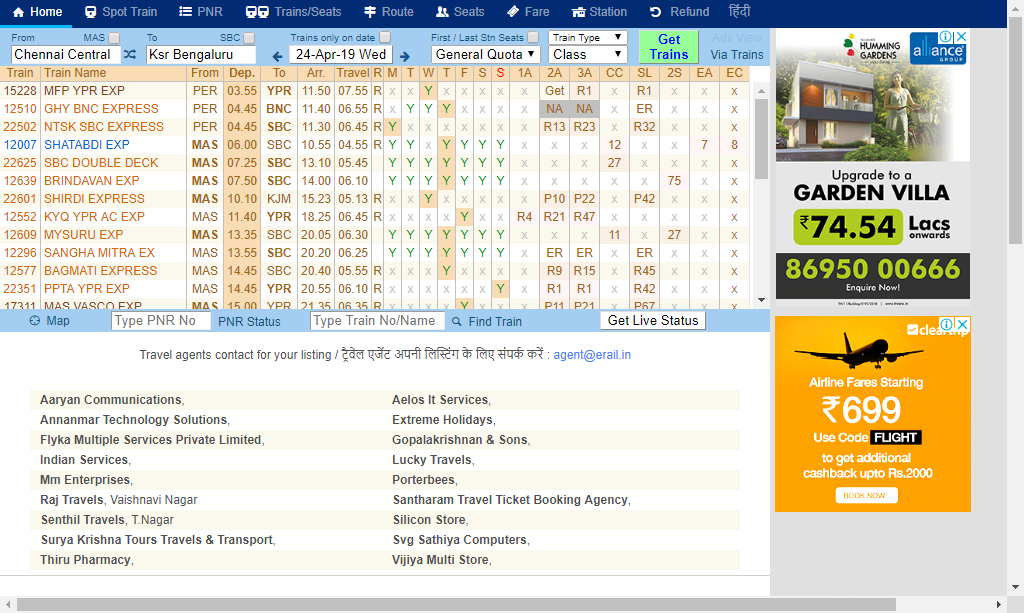 Home Spot Train PNR Trains/Seats Route Seats Fare Station Refund हिंदी
From MAS To SBC Trains only on date First / Last Stn Seats Train Type Get Trains Adv View
Chennai Central Ksr Bengaluru 24-Apr-19 Wed General Quota Class Via Trains
Train Train Name From Dep. To Arr. Travel R M T W T F S S 1A 2A 3A CC SL 2S EA EC
15228 MFP YPR EXP PER 03.55 YPR 11.50 07.55 R x x Y x x x x x Get R1 x R1 x x x
12510 GHY BNC EXPRESS PER 04.45 BNC 11.40 06.55 R x Y Y Y x x x x NA NA x ER x x x
22502 NTSK SBC EXPRESS PER 04.45 SBC 11.30 06.45 R Y x x x x x x x R13 R23 x R32 x x x
12007 SHATABDI EXP MAS 06.00 SBC 10.55 04.55 R Y Y x Y Y Y Y x x x 12 x x 7 8
22625 SBC DOUBLE DECK MAS 07.25 SBC 13.10 05.45 Y Y Y Y Y Y Y x x x 27 x x x x
12639 BRINDAVAN EXP MAS 07.50 SBC 14.00 06.10 Y Y Y Y Y Y Y x x x x x 75 x x
22601 SHIRDI EXPRESS MAS 10.10 KJM 15.23 05.13 R x x Y x x x x x P10 P22 x P42 x x x
12552 KYQ YPR AC EXP MAS 11.40 YPR 18.25 06.45 R x x x x Y x x R4 R21 R47 x x x x x
12609 MYSURU EXP MAS 13.35 SBC 20.05 06.30 Y Y Y Y Y Y Y x x x 11 x 27 x x
12296 SANGHA MITRA EX MAS 13.55 SBC 20.20 06.25 Y Y Y Y Y Y Y x ER ER x ER x x x
12577 BAGMATI EXPRESS MAS 14.45 SBC 20.40 05.55 R x x x Y x x x x R9 R15 x R45 x x x
22351 PPTA YPR EXP MAS 14.45 YPR 20.55 06.10 R x x x x x x Y x R1 R1 x R42 x x x
17311 MAS VASCO EXP MAS 15.00 YPR 21.35 06.35 R x x x x Y x x x P11 P21 x P67 x x x
Map Type PNR No PNR Status Type Train No/Name Find Train Get Live Status
Travel agents contact for your listing / ट्रेवेल एजेंट अपनी लिस्टिंग के लिए संपर्क करें : agent@erail.in
Aaryan Communications, Aelos It Services,
Annanmar Technology Solutions, Extreme Holidays,
Flyka Multiple Services Private Limited, Gopalakrishnan & Sons,
Indian Services, Lucky Travels,
Mm Enterprises, Porterbees,
Raj Travels, Vaishnavi Nagar Santharam Travel Ticket Booking Agency,
Senthil Travels, T.Nagar Silicon Store,
Surya Krishna Tours Travels & Transport, Svg Sathiya Computers,
Thiru Pharmacy, Vijiya Multi Store,
HUMMING GARDENS
alliance GROUP
Upgrade to a
GARDEN VILLA
₹74.54 Lacs onwards
86950 00666
Enquire Now!
cleartrip
Airline Fares Starting
₹699
Use Code FLIGHT
to get additional
cashback upto Rs.2000
BOOK NOW